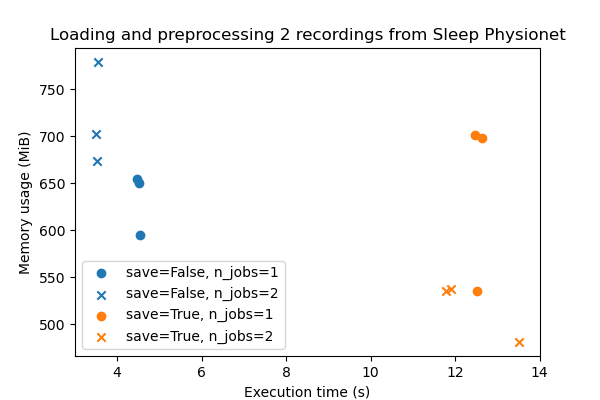 Loading and preprocessing 2 recordings from Sleep Physionet
750
700
650
600
550
500
Memory usage (MiB)
save=False, n_jobs=1
save=False, n_jobs=2
save=True, n_jobs=1
save=True, n_jobs=2
4 6 8 10 12 14
Execution time (s)